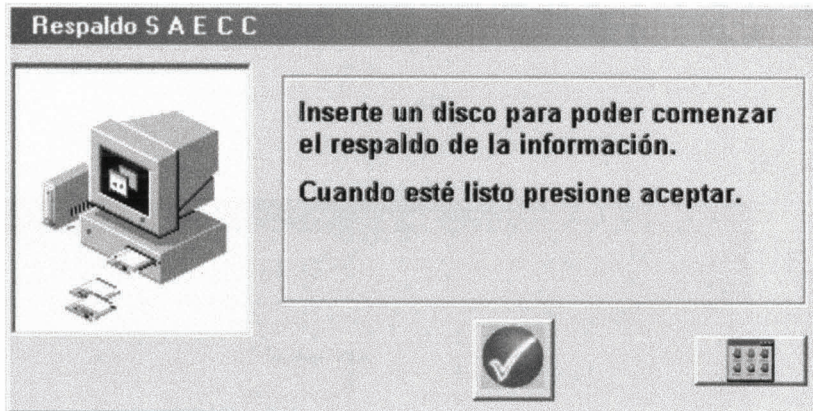 Respaldo S A E C C
Inserte un disco para poder comenzar
el respaldo de la información.
Cuando esté listo presione aceptar.